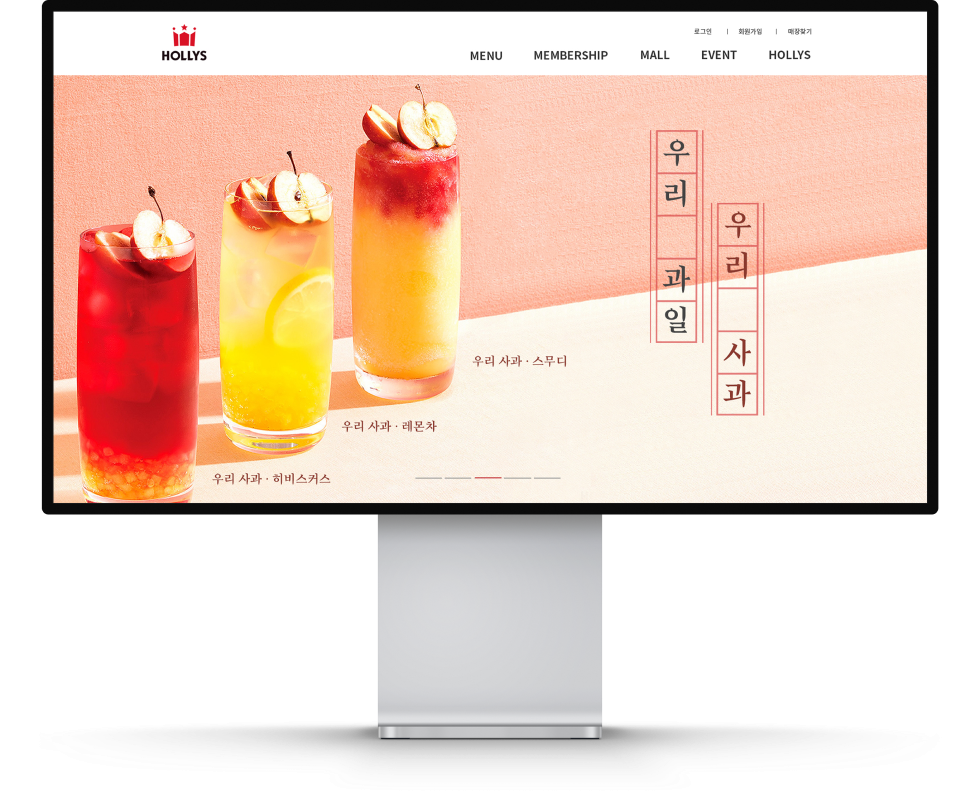 HOLLYS
로그인 | 회원가입 | 매장찾기
MENU MEMBERSHIP MALL EVENT HOLLYS
우리 과일
우리 사과
우리 사과 · 스무디
우리 사과 · 레몬차
우리 사과 · 히비스커스